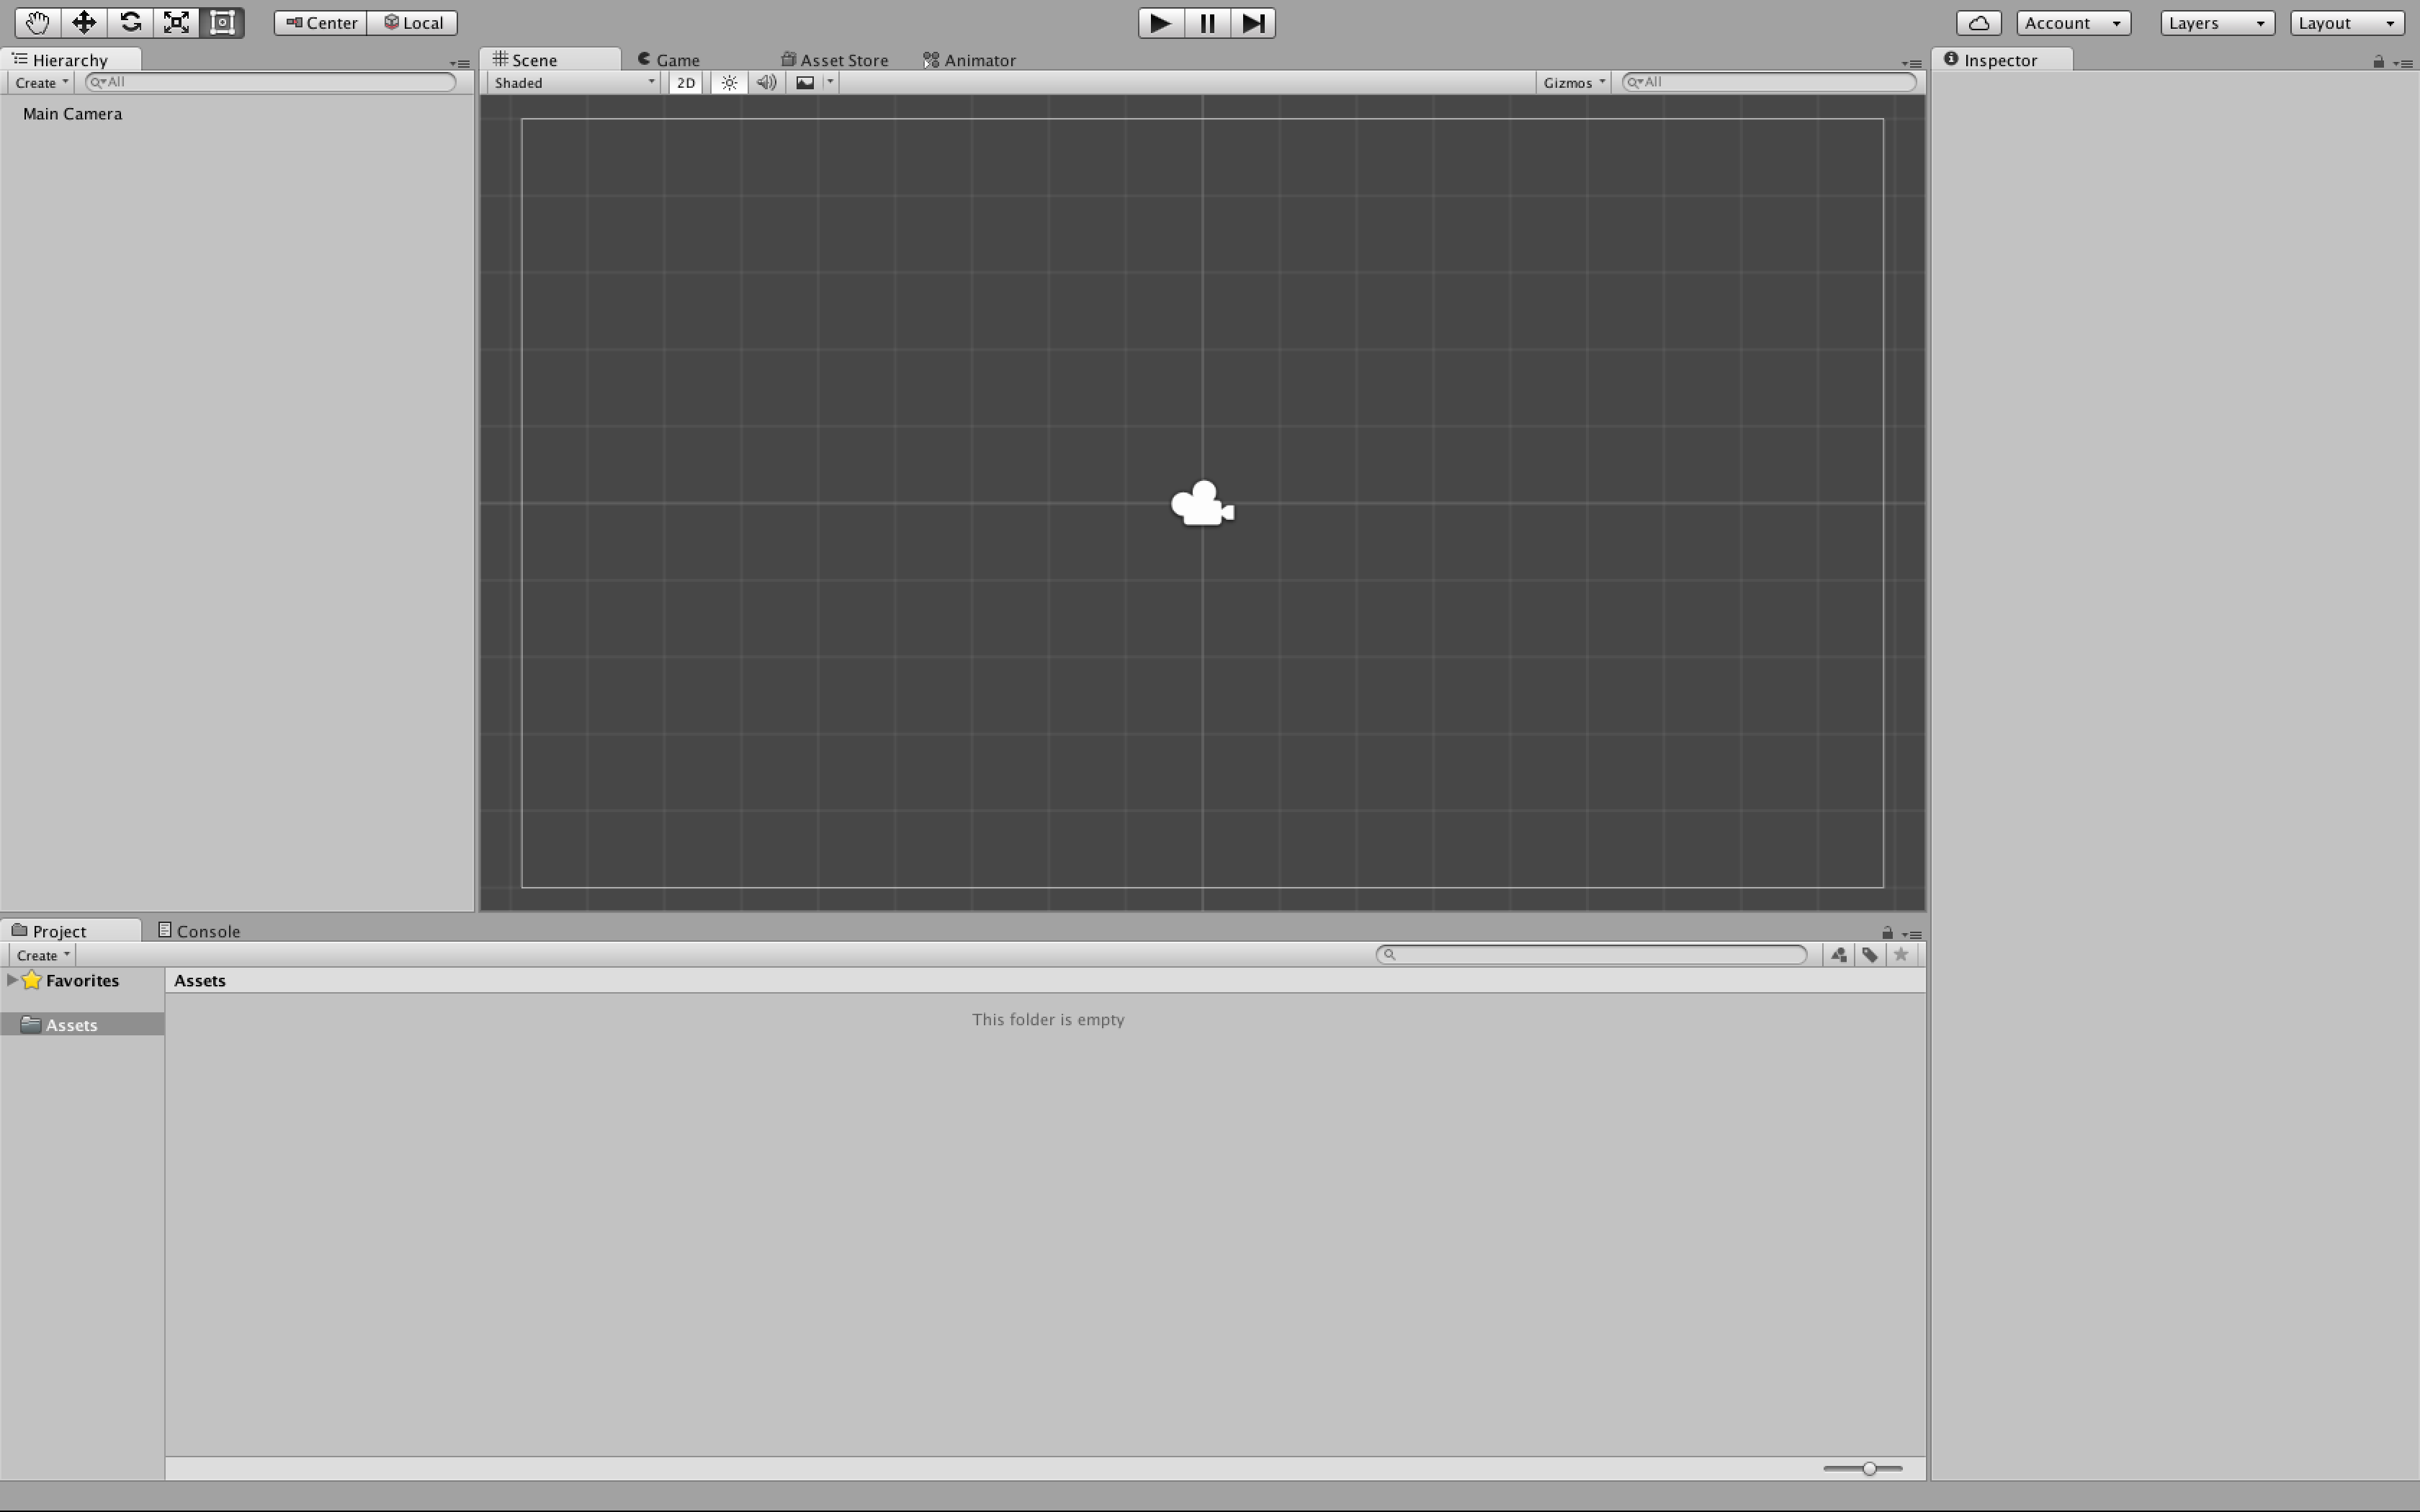 Center Local Account Layers Layout
Hierarchy Scene Game Asset Store Animator Inspector
Create All Shaded 2D Gizmos All
Main Camera
Project Console
Create
Favorites Assets
Assets
This folder is empty